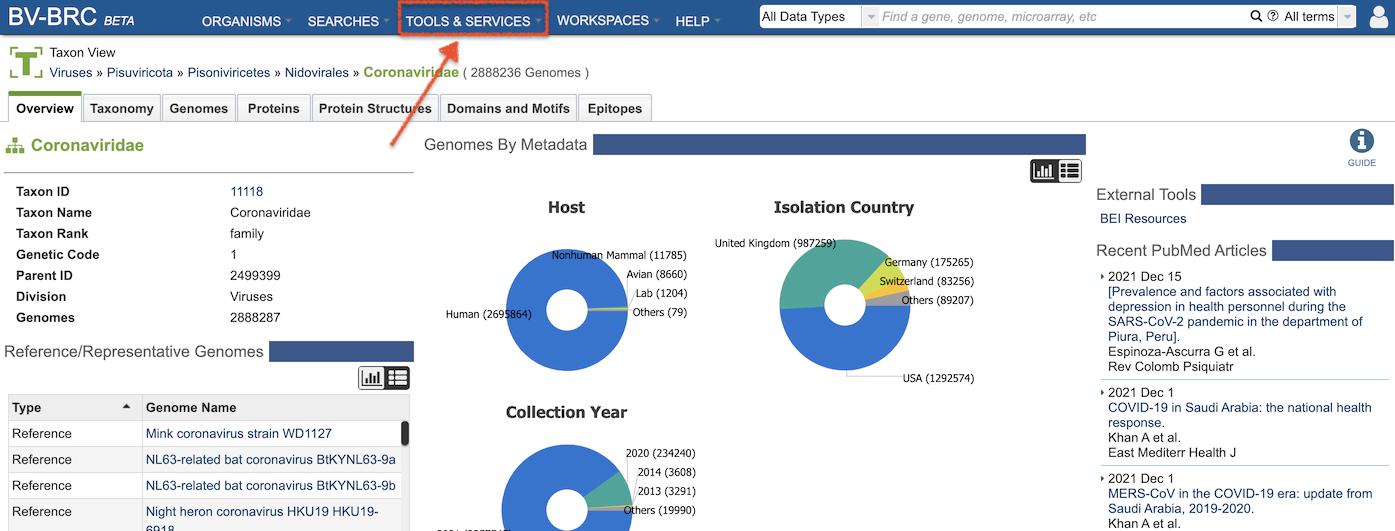 BV-BRC BETA
ORGANISMS
SEARCHES
TOOLS & SERVICES
WORKSPACES
HELP
All Data Types
Find a gene, genome, microarray, etc
All terms
Taxon View
Viruses » Pisuviricota » Pisoniviricetes » Nidovirales » Coronaviridae ( 2888236 Genomes )
Overview
Taxonomy
Genomes
Proteins
Protein Structures
Domains and Motifs
Epitopes
Coronaviridae
Taxon ID 11118
Taxon Name Coronaviridae
Taxon Rank family
Genetic Code 1
Parent ID 2499399
Division Viruses
Genomes 2888287
Reference/Representative Genomes
Type Genome Name
Reference Mink coronavirus strain WD1127
Reference NL63-related bat coronavirus BtKYNL63-9a
Reference NL63-related bat coronavirus BtKYNL63-9b
Reference Night heron coronavirus HKU19 HKU19-
6918
Genomes By Metadata
Host
Nonhuman Mammal (11785)
Avian (8660)
Lab (1204)
Others (79)
Human (2695864)
Isolation Country
United Kingdom (987259)
Germany (175265)
Switzerland (83256)
Others (89207)
USA (1292574)
Collection Year
2020 (234240)
2014 (3608)
2013 (3291)
Others (19990)
GUIDE
External Tools
BEI Resources
Recent PubMed Articles
2021 Dec 15
[Prevalence and factors associated with
depression in health personnel during the
SARS-CoV-2 pandemic in the department of
Piura, Peru].
Espinoza-Ascurra G et al.
Rev Colomb Psiquiatr
2021 Dec 1
COVID-19 in Saudi Arabia: the national health
response.
Khan A et al.
East Mediterr Health J
2021 Dec 1
MERS-CoV in the COVID-19 era: update from
Saudi Arabia, 2019-2020.
Khan A et al.